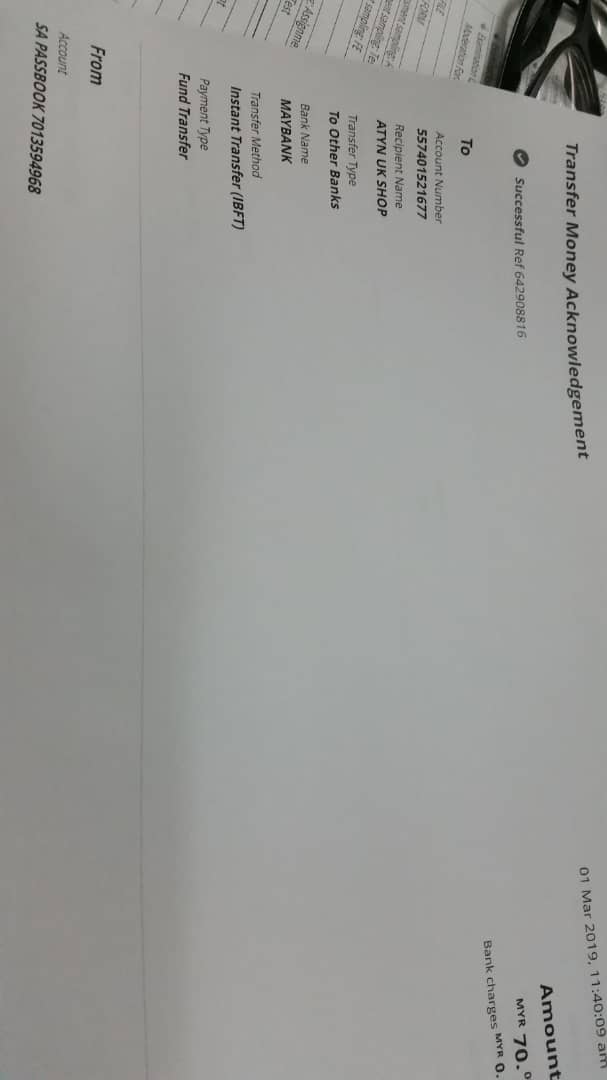 Transfer Money Acknowledgement
01 Mar 2019, 11:40:09 am
Successful Ref 642908816
Amount
MYR 70.0
Bank charges MYR 0.
To
Account Number
557401521677
Recipient Name
ATYN UK SHOP
Transfer Type
To Other Banks
Bank Name
MAYBANK
Transfer Method
Instant Transfer (IBFT)
Payment Type
Fund Transfer
From
Account
SA PASSBOOK 7013594968